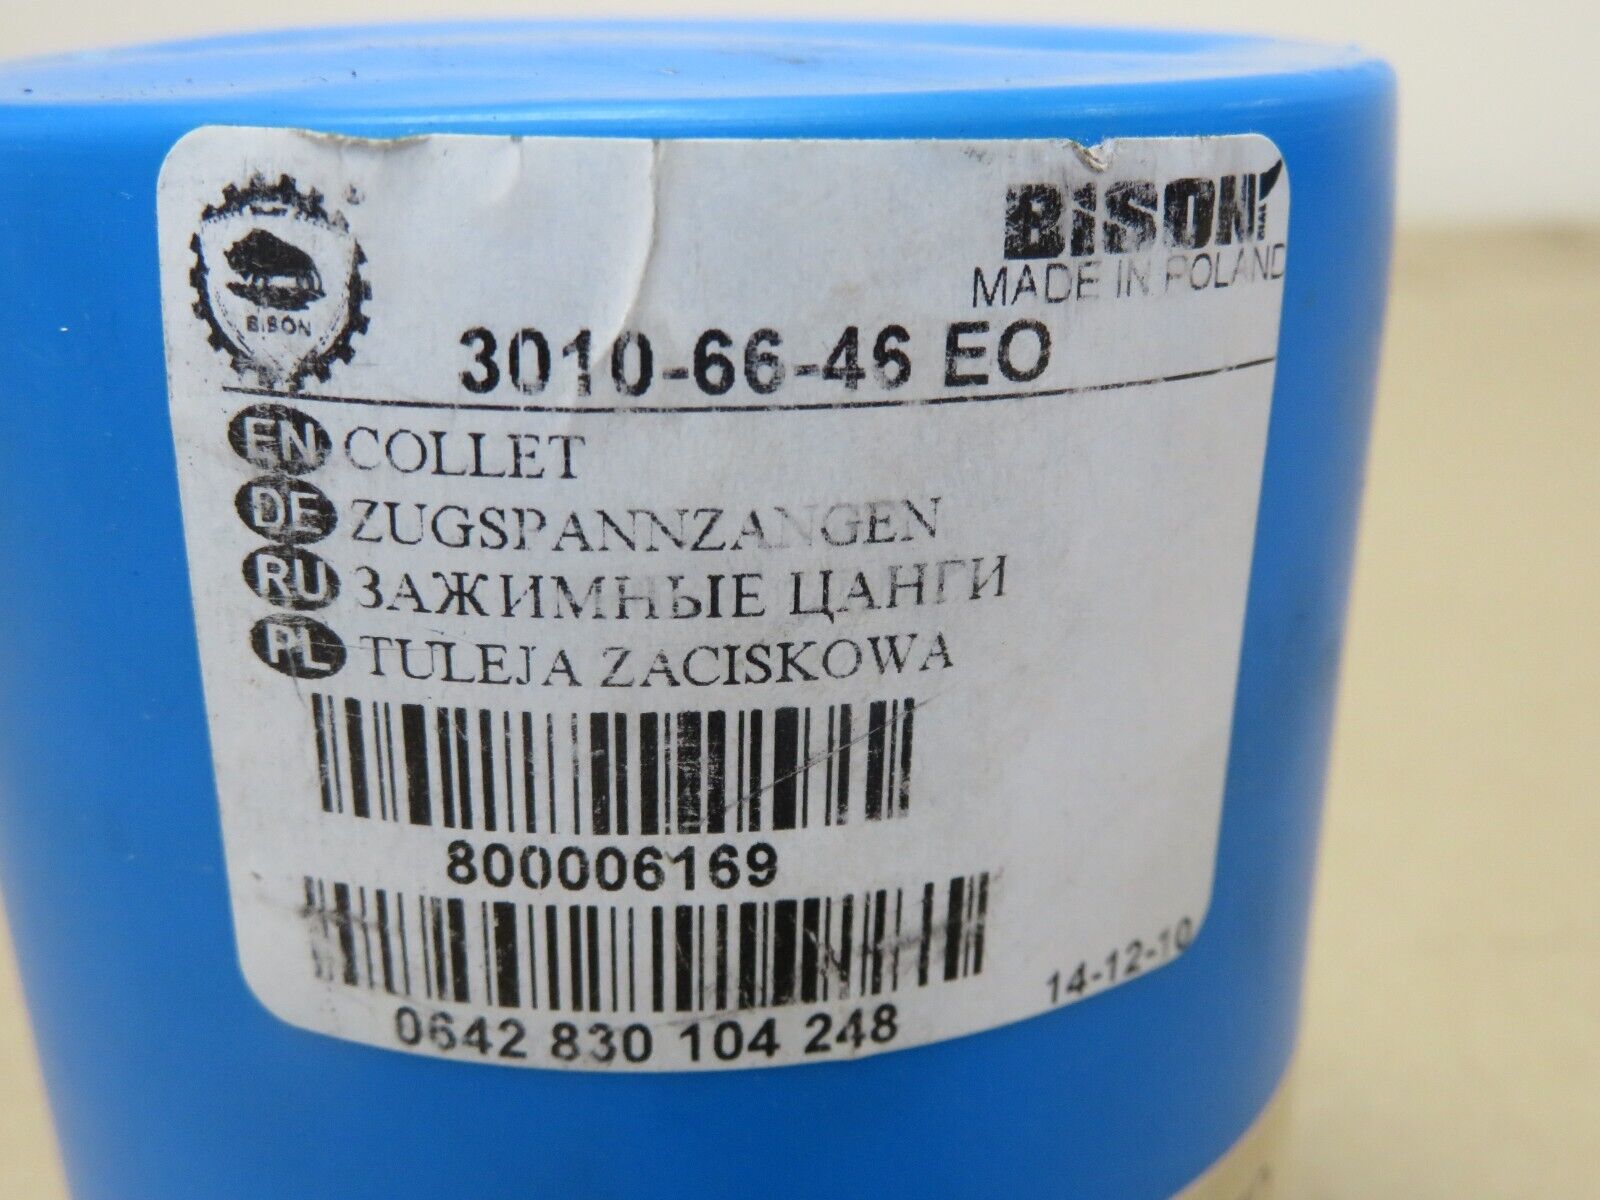 BISON
BISON
MADE IN POLAND
3010-66-46 EO
EN COLLET
DE ZUGSPANNZANGEN
RU ЗАЖИМНЫЕ ЦАНГИ
PL TULEJA ZACISKOWA
800006169
0642 830 104 248
14-12-10